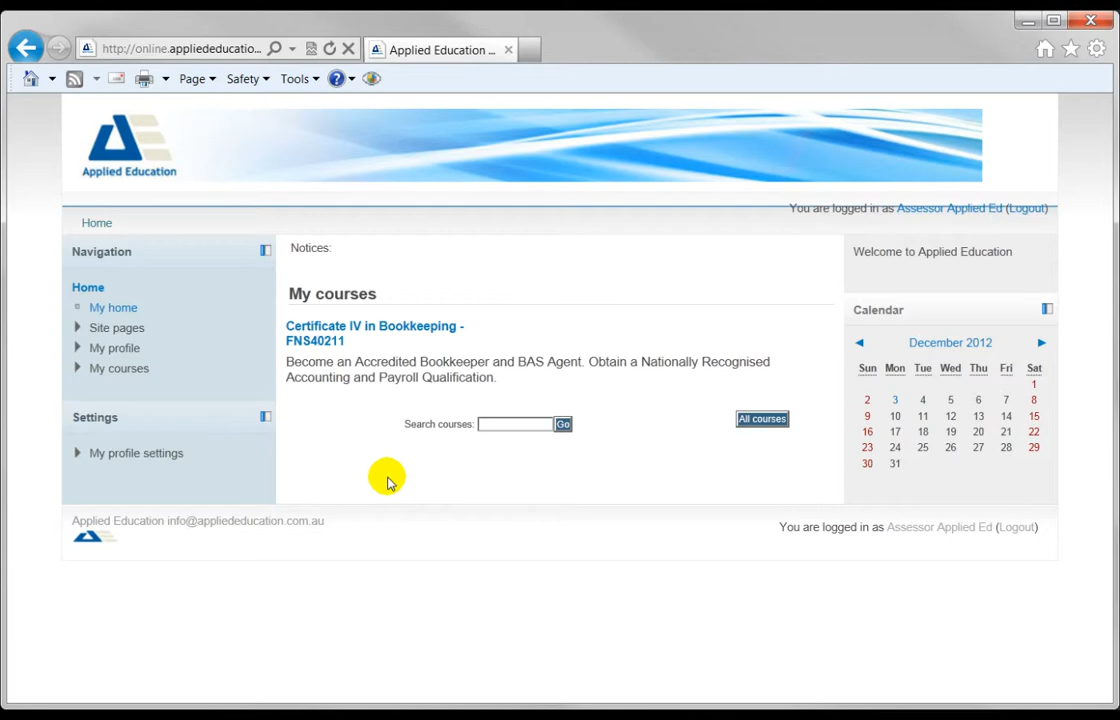 http://online.appliededucatio...
Applied Education ...
Page
Safety
Tools
Applied Education
You are logged in as Assessor Applied Ed (Logout)
Home
Navigation
Home
My home
Site pages
My profile
My courses
Settings
My profile settings
Notices:
My courses
Certificate IV in Bookkeeping -
FNS40211
Become an Accredited Bookkeeper and BAS Agent. Obtain a Nationally Recognised
Accounting and Payroll Qualification.
Search courses: Go
All courses
Welcome to Applied Education
Calendar
December 2012
Sun Mon Tue Wed Thu Fri Sat
1
2 3 4 5 6 7 8
9 10 11 12 13 14 15
16 17 18 19 20 21 22
23 24 25 26 27 28 29
30 31
Applied Education info@appliededucation.com.au
You are logged in as Assessor Applied Ed (Logout)